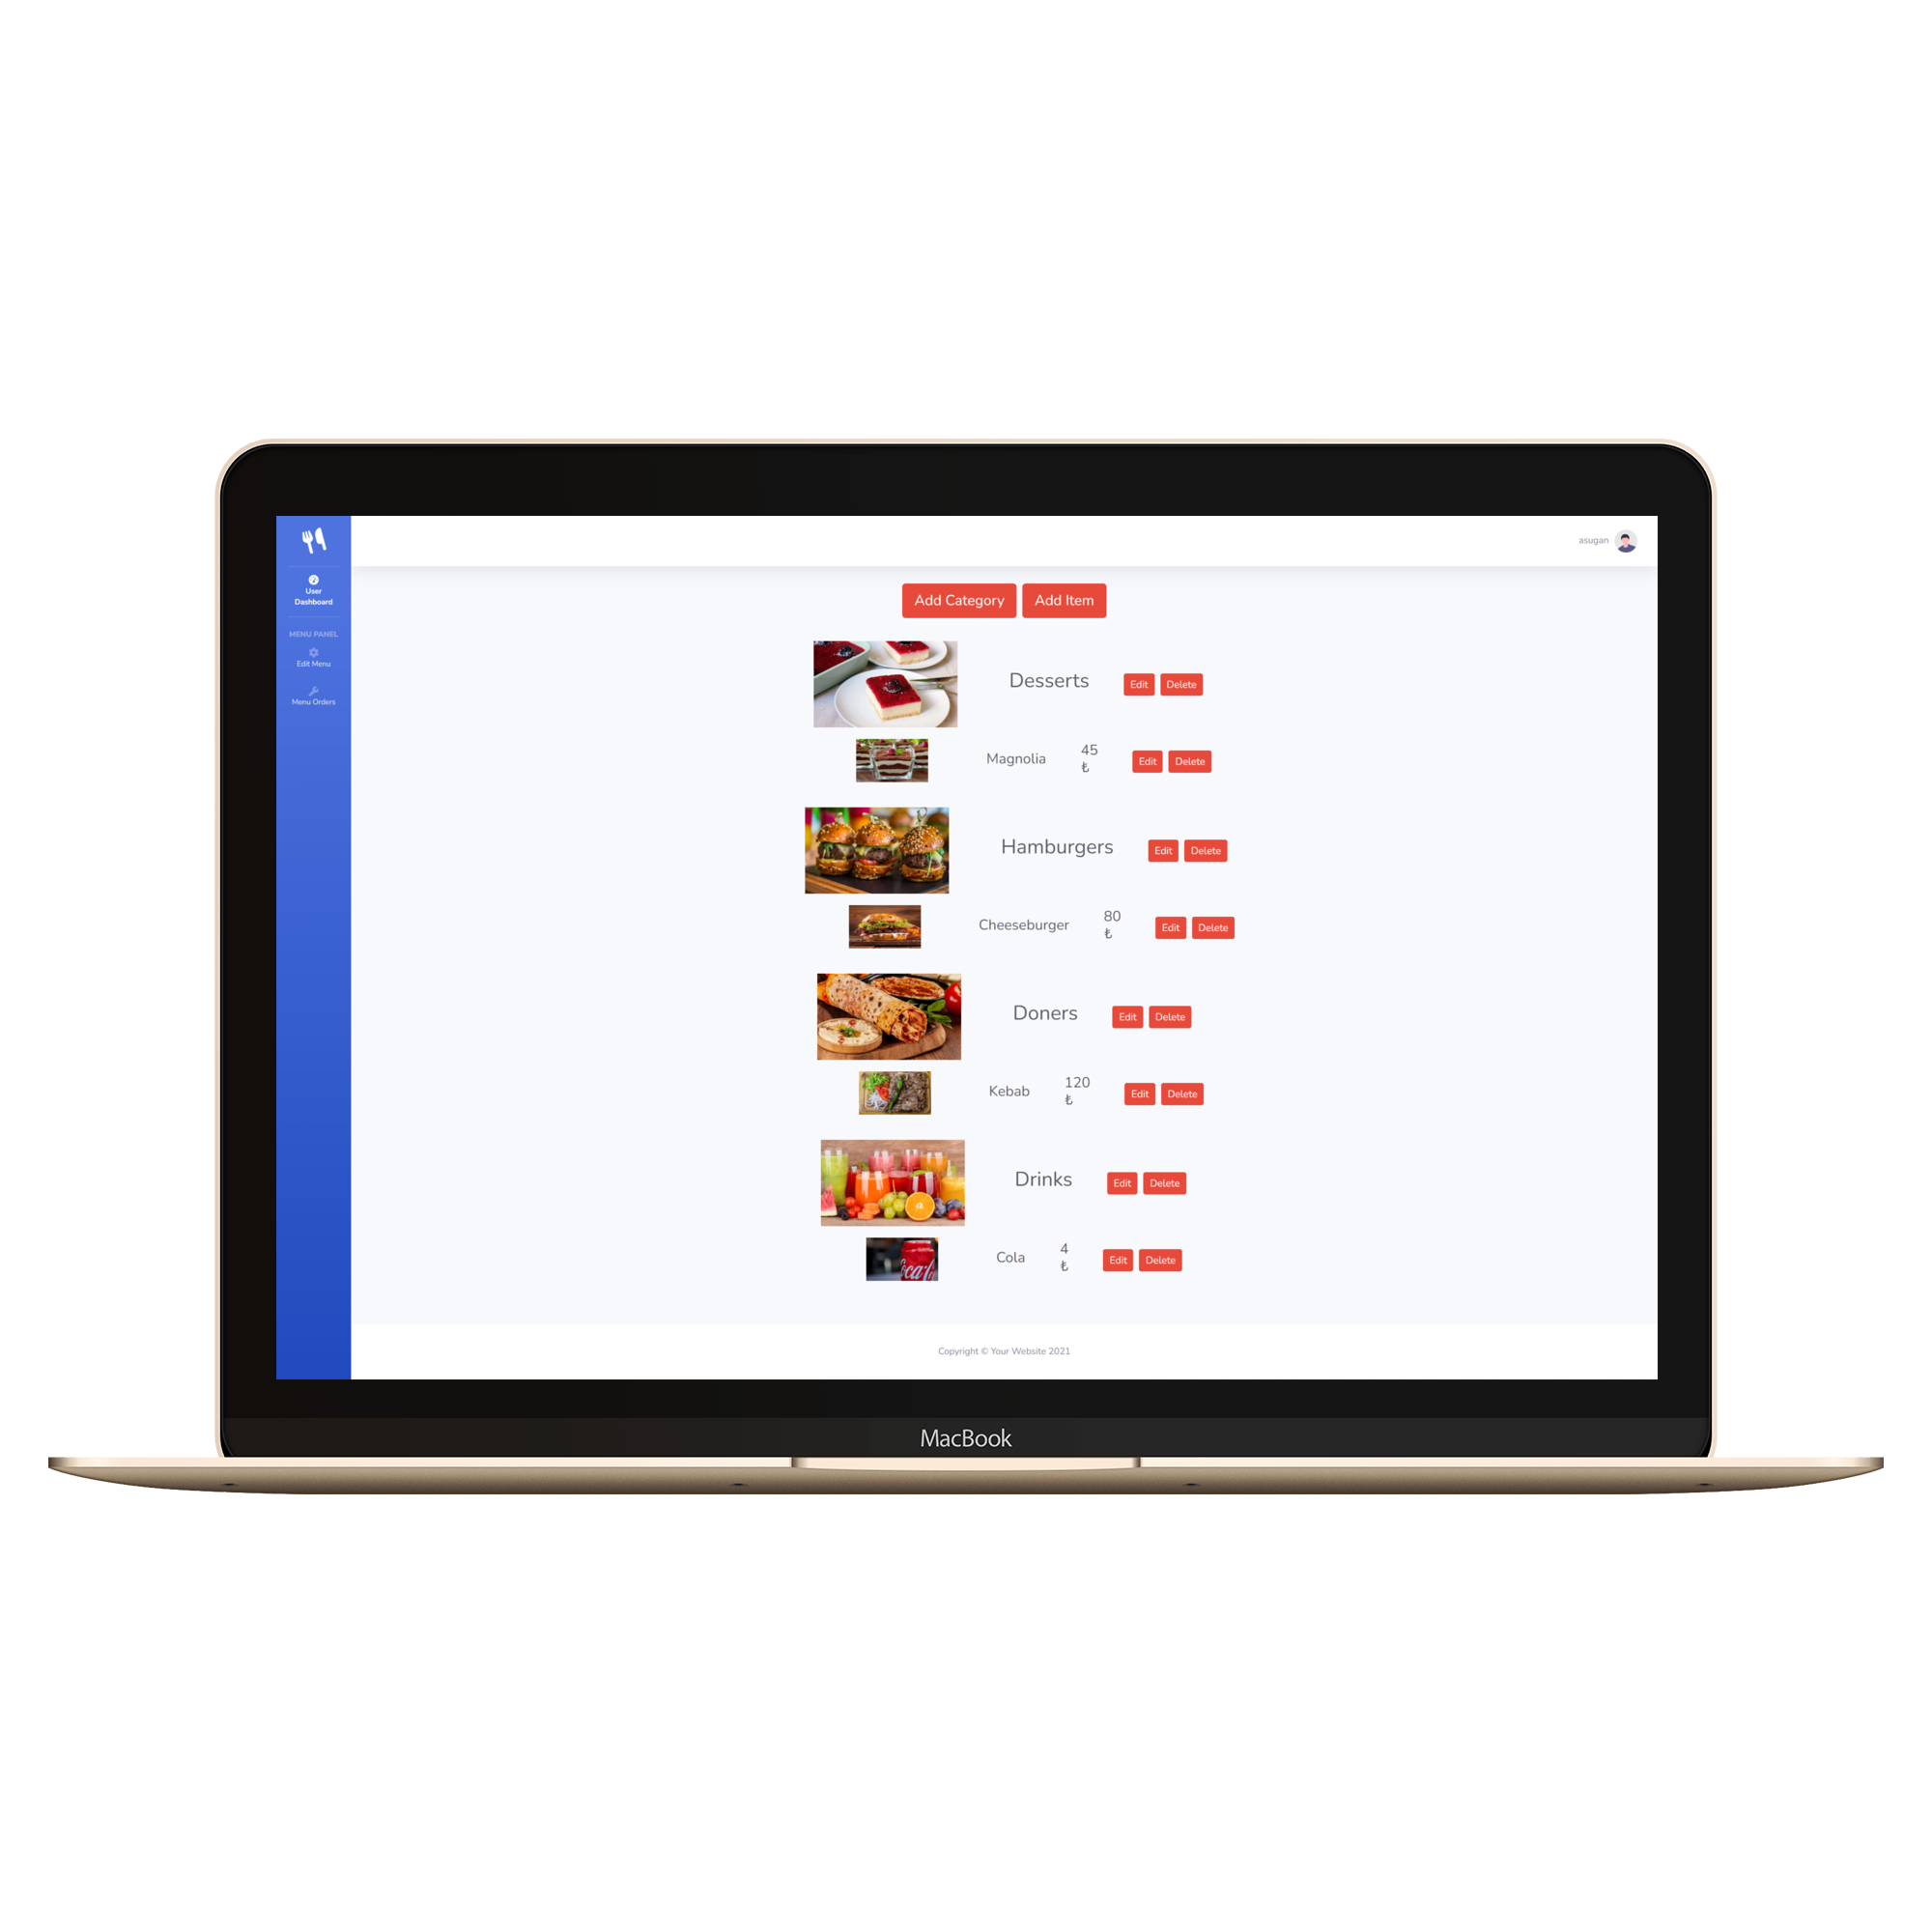 asugan
User
Dashboard
MENU PANEL
Edit Menu
Menu Orders
Add Category Add Item
Desserts Edit Delete
Magnolia 45 ₺ Edit Delete
Hamburgers Edit Delete
Cheeseburger 80 ₺ Edit Delete
Doners Edit Delete
Kebab 120 ₺ Edit Delete
Drinks Edit Delete
Cola 4 ₺ Edit Delete
Copyright © Your Website 2021
MacBook